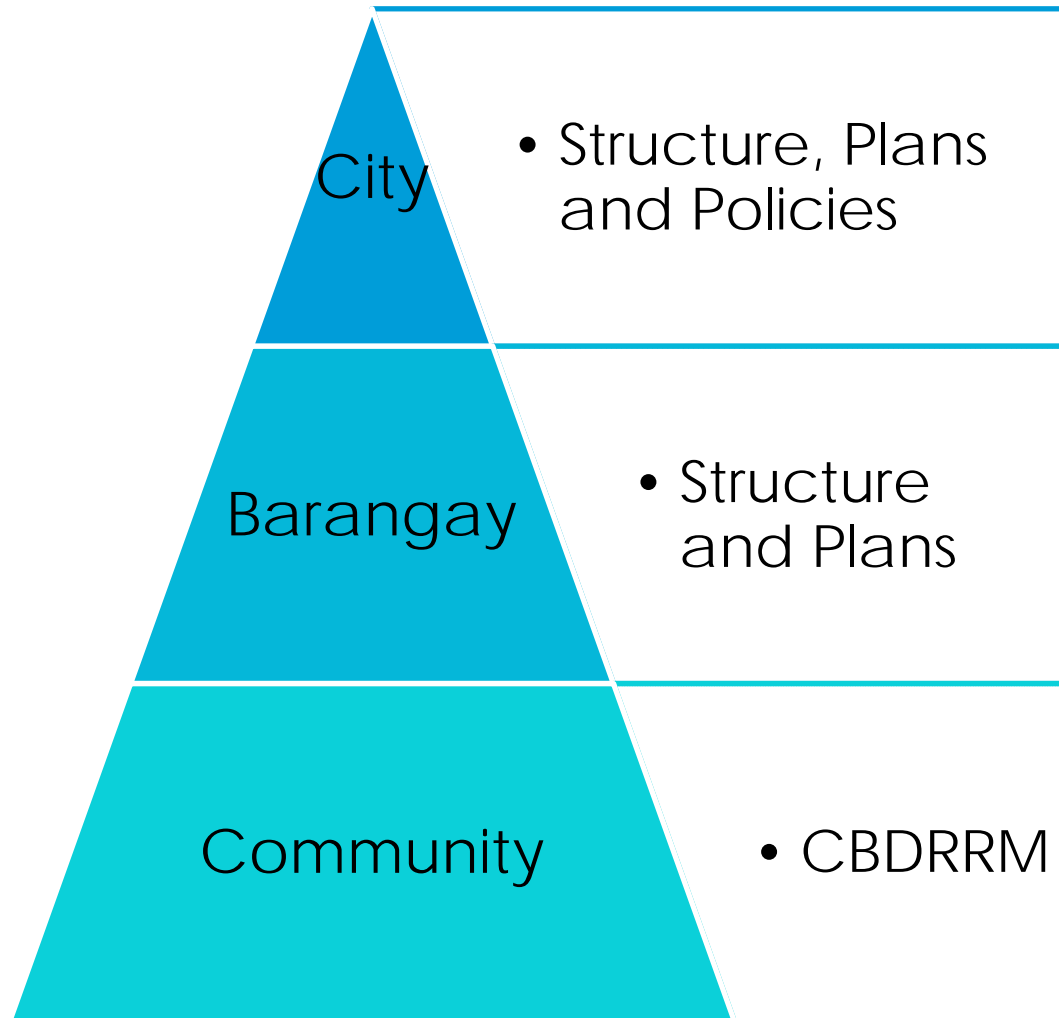 City
• Structure, Plans
and Policies
Barangay
• Structure
and Plans
Community
• CBDRRM